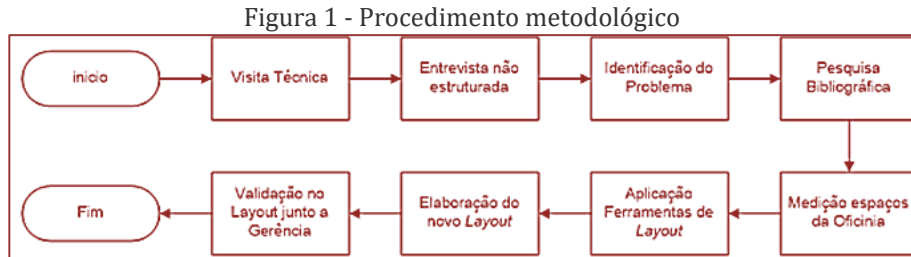 Figura 1 - Procedimento metodológico
inicio
Visita Técnica
Entrevista não
estruturada
Identificação do
Problema
Pesquisa
Bibliográfica
Medição espaços
da Oficinia
Aplicação
Ferramentas de
Layout
Elaboração do
novo Layout
Validação no
Layout junto a
Gerência
Fim